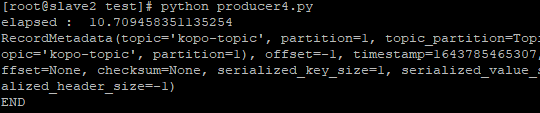 [root@slave2 test]# python producer4.py
elapsed :  10.709458351135254
RecordMetadata(topic='kopo-topic', partition=1, topic_partition=Topi
opic='kopo-topic', partition=1), offset=-1, timestamp=1643785465307,
ffset=None, checksum=None, serialized_key_size=1, serialized_value_s
alized_header_size=-1)
END